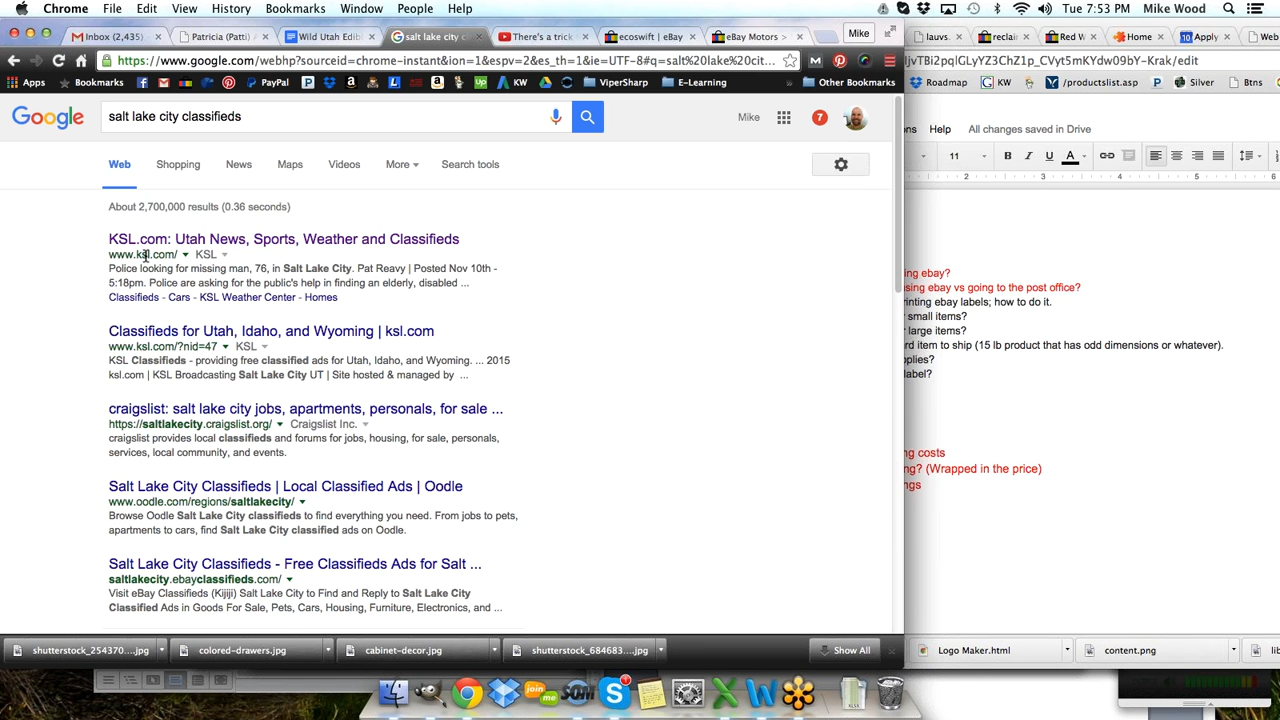 Chrome File Edit View History Bookmarks Window People Help Tue 7:53 PM Mike Wood
Inbox (2,435) Patricia (Patti) Wild Utah Edib salt lake city c There's a trick ecoswift | eBay eBay Motors > Mike lauvs. reclai Red W Home Apply Web
https://www.google.com/webhp?sourceid=chrome-instant&ion=1&espv=2&es_th=1&ie=UTF-8#q=salt%20lake%20cit...
Apps Bookmarks PayPal KW ViperSharp E-Learning » Other Bookmarks Roadmap KW /productslist.asp Silver Btns
Google salt lake city classifieds Mike 7
Help All changes saved in Drive
11 B I U A
2 3 4 5 6
Web Shopping News Maps Videos More Search tools
About 2,700,000 results (0.36 seconds)
KSL.com: Utah News, Sports, Weather and Classifieds
www.ksl.com/ KSL
Police looking for missing man, 76, in Salt Lake City. Pat Reavy | Posted Nov 10th -
5:18pm. Police are asking for the public's help in finding an elderly, disabled ...
Classifieds - Cars - KSL Weather Center - Homes
Classifieds for Utah, Idaho, and Wyoming | ksl.com
www.ksl.com/?nid=47 KSL
KSL Classifieds - providing free classified ads for Utah, Idaho, and Wyoming. ... 2015
ksl.com | KSL Broadcasting Salt Lake City UT | Site hosted & managed by ...
craigslist: salt lake city jobs, apartments, personals, for sale ...
https://saltlakecity.craigslist.org/ Craigslist Inc.
craigslist provides local classifieds and forums for jobs, housing, for sale, personals,
services, local community, and events.
Salt Lake City Classifieds | Local Classified Ads | Oodle
www.oodle.com/regions/saltlakecity/
Browse Oodle Salt Lake City classifieds to find everything you need. From jobs to pets,
apartments to cars, find Salt Lake City classified ads on Oodle.
Salt Lake City Classifieds - Free Classifieds Ads for Salt ...
saltlakecity.ebayclassifieds.com/
Visit eBay Classifieds (Kijiji) Salt Lake City to Find and Reply to Salt Lake City
Classified Ads in Goods For Sale, Pets, Cars, Housing, Furniture, Electronics, and ...
ing ebay?
using ebay vs going to the post office?
rinting ebay labels; how to do it.
r small items?
r large items?
rd item to ship (15 lb product that has odd dimensions or whatever).
plies?
label?
ng costs
ng? (Wrapped in the price)
ngs
shutterstock_254370....jpg colored-drawers.jpg cabinet-decor.jpg shutterstock_684683....jpg Show All Logo Maker.html content.png lib
join me